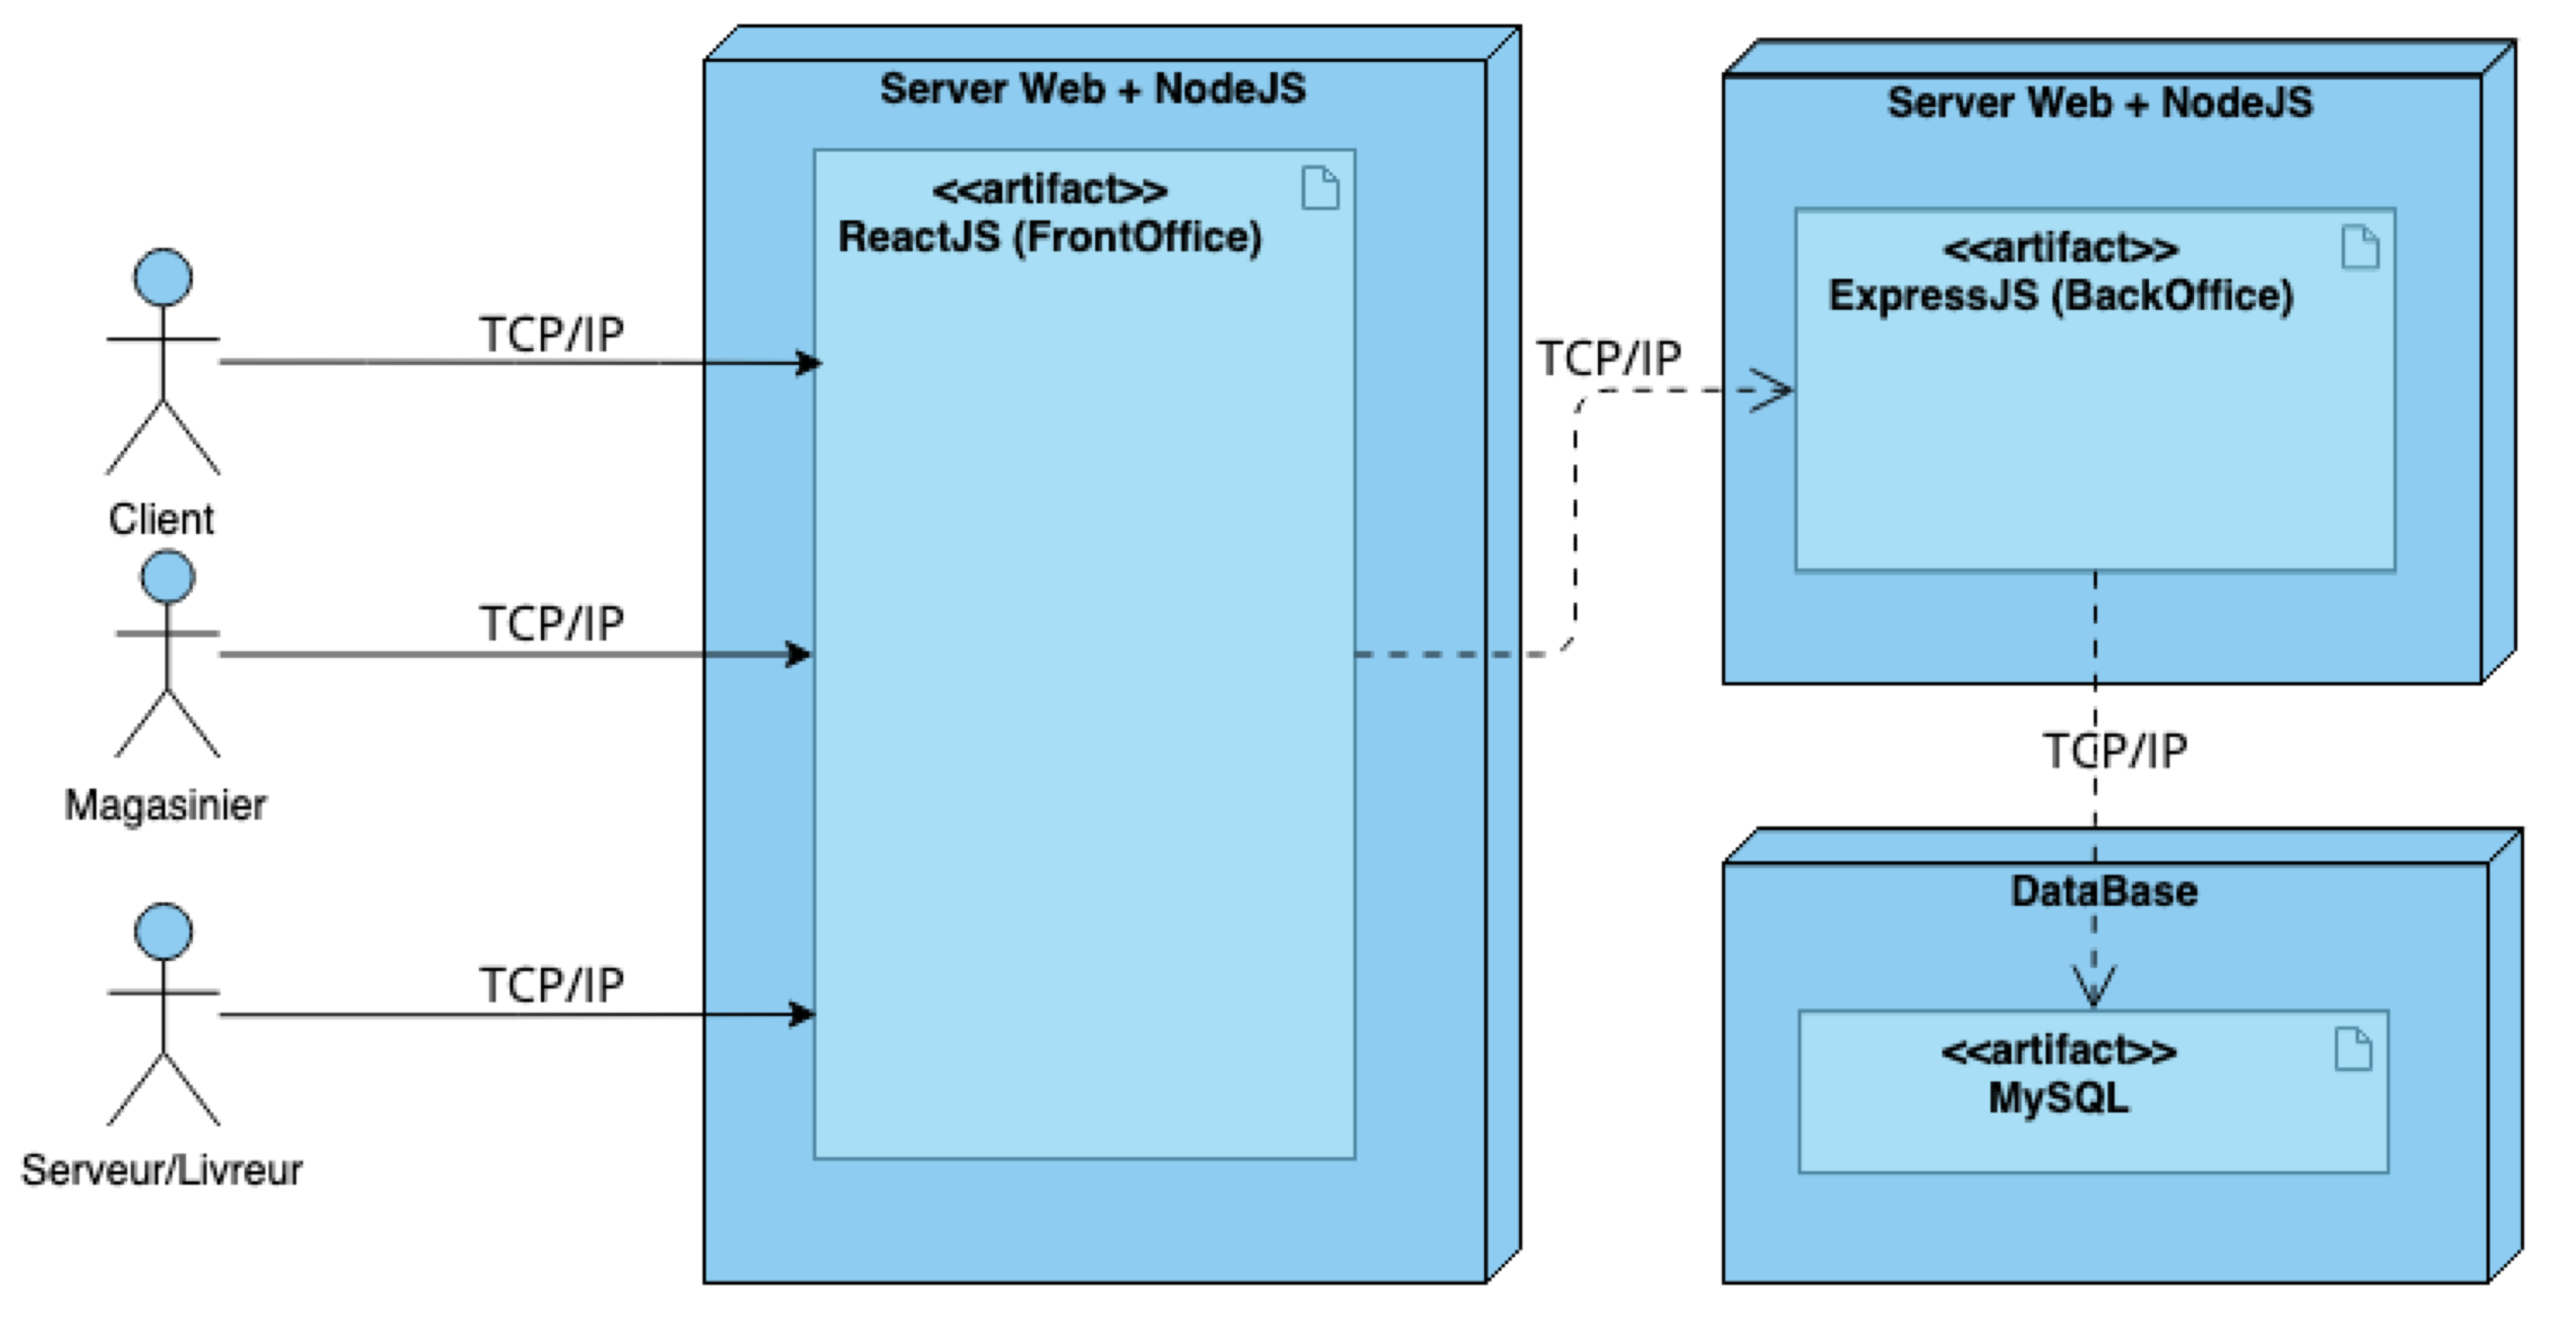 Server Web + NodeJS
<<artifact>>
ReactJS (FrontOffice)
TCP/IP
Client
TCP/IP
Magasinier
TCP/IP
Serveur/Livreur
TCP/IP
Server Web + NodeJS
<<artifact>>
ExpressJS (BackOffice)
TCP/IP
DataBase
<<artifact>>
MySQL